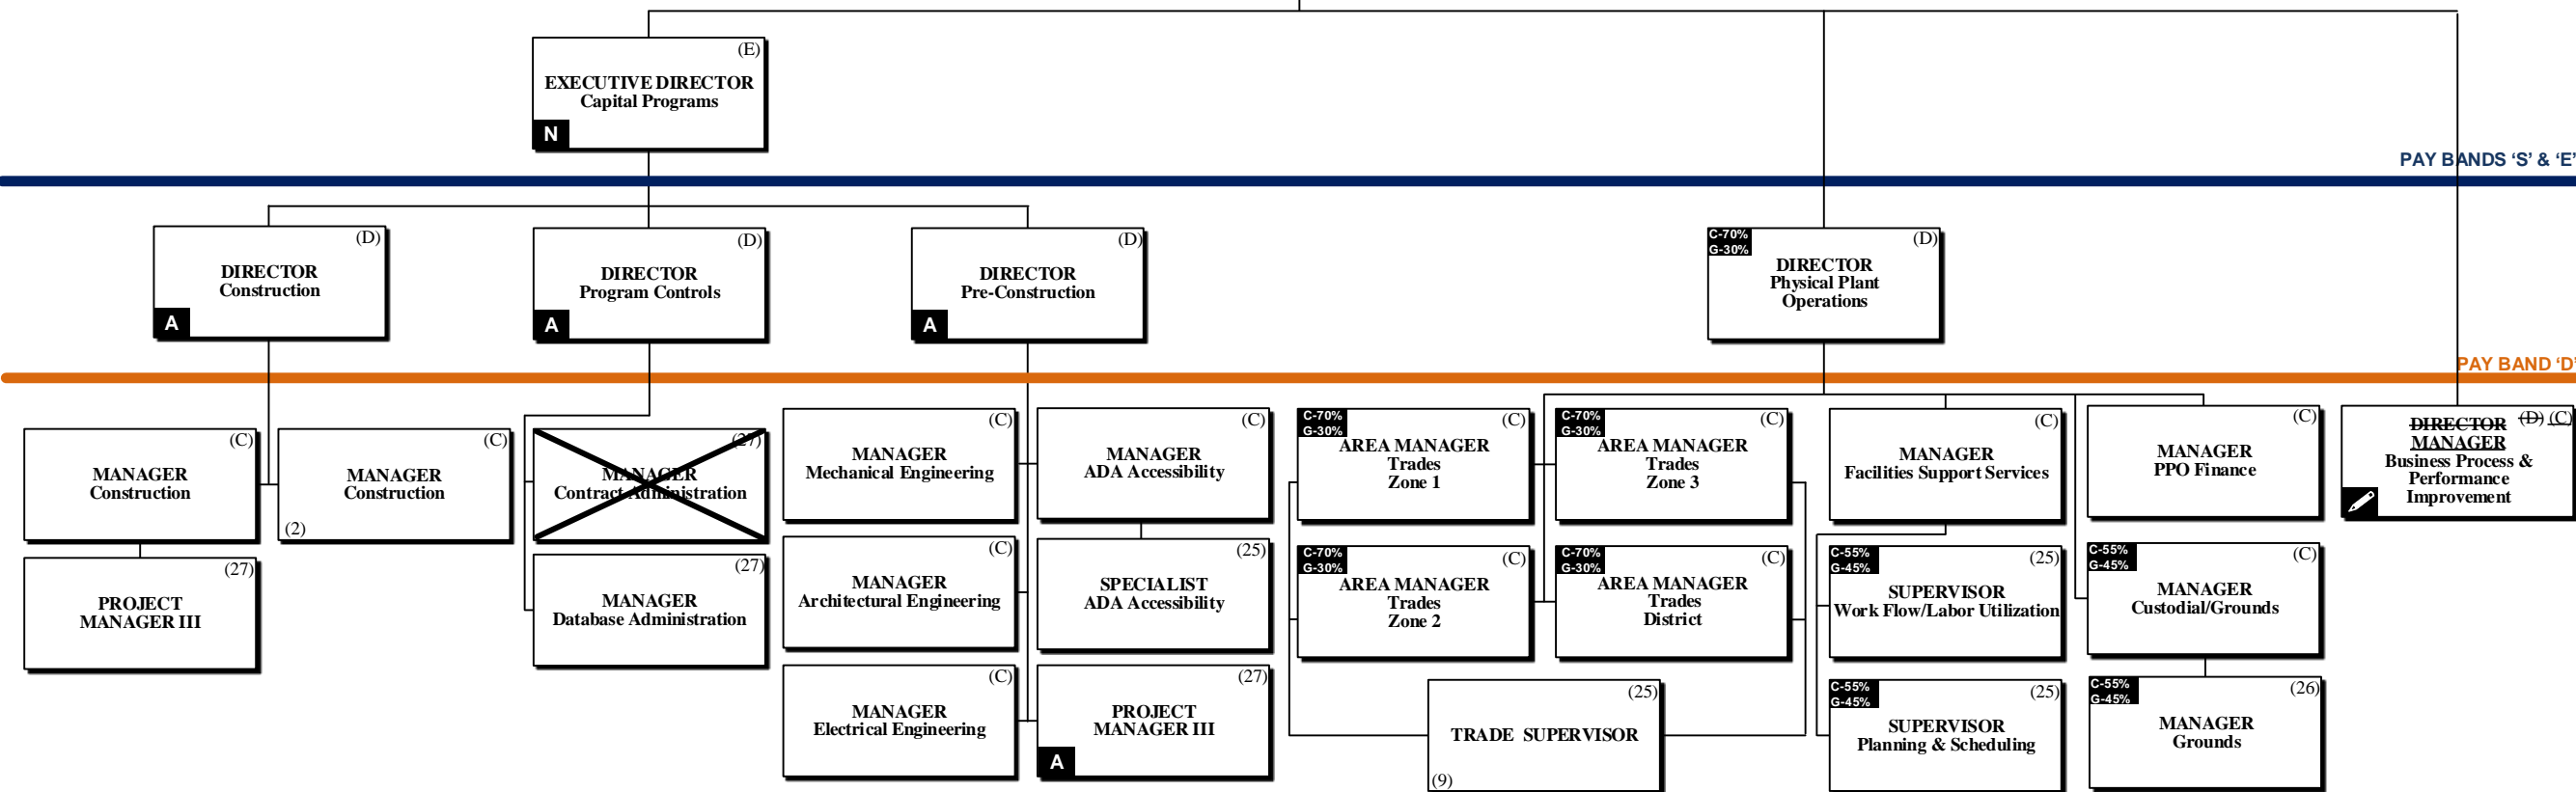 (E)
EXECUTIVE DIRECTOR
Capital Programs
N
PAY BANDS ‘S’ & ‘E’
(D)
DIRECTOR
Construction
A
(D)
DIRECTOR
Program Controls
A
(D)
DIRECTOR
Pre-Construction
A
C-70%
G-30%
(D)
DIRECTOR
Physical Plant
Operations
PAY BAND ‘D’
(C)
MANAGER
Construction
(C)
MANAGER
Construction
(2)
(27)
PROJECT
MANAGER III
(27)
MANAGER
Contract Administration
(27)
MANAGER
Database Administration
(C)
MANAGER
Mechanical Engineering
(C)
MANAGER
ADA Accessibility
(C)
MANAGER
Architectural Engineering
(25)
SPECIALIST
ADA Accessibility
(C)
MANAGER
Electrical Engineering
(27)
PROJECT
MANAGER III
A
C-70%
G-30%
(C)
AREA MANAGER
Trades
Zone 1
C-70%
G-30%
(C)
AREA MANAGER
Trades
Zone 3
C-70%
G-30%
(C)
AREA MANAGER
Trades
Zone 2
C-70%
G-30%
(C)
AREA MANAGER
Trades
District
(25)
TRADE SUPERVISOR
(9)
(C)
MANAGER
Facilities Support Services
C-55%
G-45%
(25)
SUPERVISOR
Work Flow/Labor Utilization
C-55%
G-45%
(25)
SUPERVISOR
Planning & Scheduling
(C)
MANAGER
PPO Finance
C-55%
G-45%
(C)
MANAGER
Custodial/Grounds
C-55%
G-45%
(26)
MANAGER
Grounds
(D) (C)
DIRECTOR
MANAGER
Business Process &
Performance
Improvement